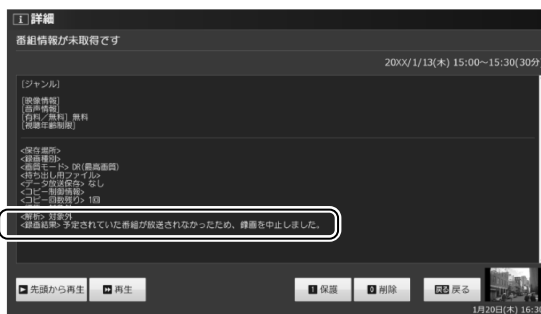 i 詳細
番組情報が未取得です
20XX/1/13(木) 15:00～15:30(30分)
[ジャンル]
[映像情報]
[音声情報]
[有料／無料] 無料
[視聴年齢制限]
<保存場所>
<録画種別>
<画質モード> DR(最高画質)
<持ち出し用ファイル>
<データ放送保存> なし
<コピー制御情報>
<コピー回数残り> 1回
<解析> 対象外
<録画結果> 予定されていた番組が放送されなかったため、録画を中止しました。
先頭から再生
再生
1 保護
0 削除
戻る 戻る
1月20日(木) 16:30